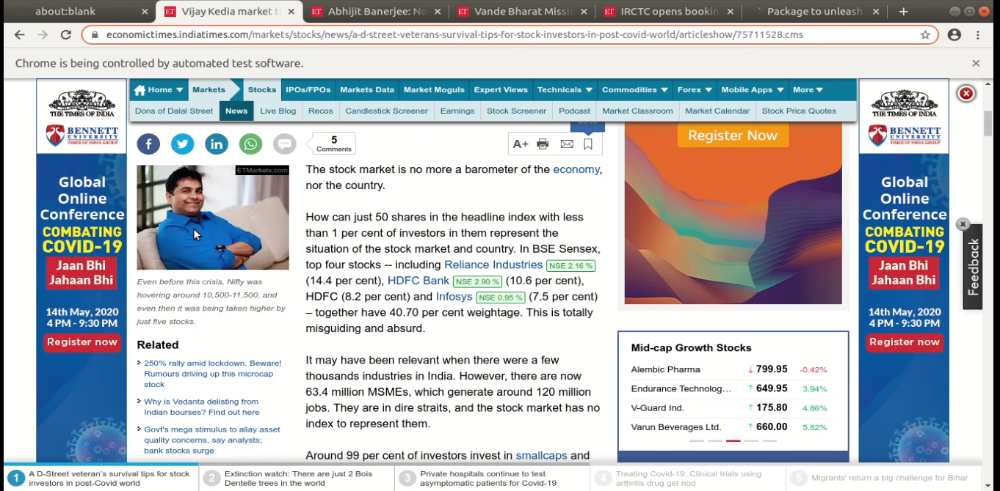 about:blank
Vijay Kedia market ti
Abhijit Banerjee: No
Vande Bharat Missio
IRCTC opens bookin
Package to unleash
economictimes.indiatimes.com/markets/stocks/news/a-d-street-veterans-survival-tips-for-stock-investors-in-post-covid-world/articleshow/75711528.cms
Chrome is being controlled by automated test software.
Home Markets Stocks IPOs/FPOs Markets Data Market Moguls Expert Views Technicals Commodities Forex Mobile Apps More
Dons of Dalal Street News Live Blog Recos Candlestick Screener Earnings Stock Screener Podcast Market Classroom Market Calendar Stock Price Quotes
THE TIMES OF INDIA
BENNETT
UNIVERSITY
TIMES OF INDIA GROUP
Global
Online
Conference
COMBATING
COVID-19
Jaan Bhi
Jahaan Bhi
14th May, 2020
4 PM - 9:30 PM
Register now
5
Comments
A+
ETMarkets.com
Even before this crisis, Nifty was
hovering around 10,500-11,500, and
even then it was being taken higher by
just five stocks.
Related
250% rally amid lockdown. Beware!
Rumours driving up this microcap
stock
Why is Vedanta delisting from
Indian bourses? Find out here
Govt's mega stimulus to allay asset
quality concerns, say analysts;
bank stocks surge
The stock market is no more a barometer of the economy,
nor the country.
How can just 50 shares in the headline index with less
than 1 per cent of investors in them represent the
situation of the stock market and country. In BSE Sensex,
top four stocks -- including Reliance Industries NSE 2.16 %
(14.4 per cent), HDFC Bank NSE 2.90 % (10.6 per cent),
HDFC (8.2 per cent) and Infosys NSE 0.95 % (7.5 per cent)
– together have 40.70 per cent weightage. This is totally
misguiding and absurd.
It may have been relevant when there were a few
thousands industries in India. However, there are now
63.4 million MSMEs, which generate around 120 million
jobs. They are in dire straits, and the stock market has no
index to represent them.
Around 99 per cent of investors invest in smallcaps and
Register Now
Mid-cap Growth Stocks
Alembic Pharma ↓ 799.95 -0.42%
Endurance Technolog... ↑ 649.95 3.94%
V-Guard Ind. ↑ 175.80 4.86%
Varun Beverages Ltd. ↑ 660.00 5.82%
THE TIMES OF INDIA
BENNETT
UNIVERSITY
TIMES OF INDIA GROUP
Global
Online
Conference
COMBATING
COVID-19
Jaan Bhi
Jahaan Bhi
14th May, 2020
4 PM - 9:30 PM
Register now
Feedback
1 A D-Street veteran's survival tips for stock
investors in post-Covid world
2 Extinction watch: There are just 2 Bois
Dentelle trees in the world
3 Private hospitals continue to test
asymptomatic patients for Covid-19
4 Treating Covid-19: Clinical trials using
arthritis drug get nod
5 Migrants' return a big challenge for Bihar